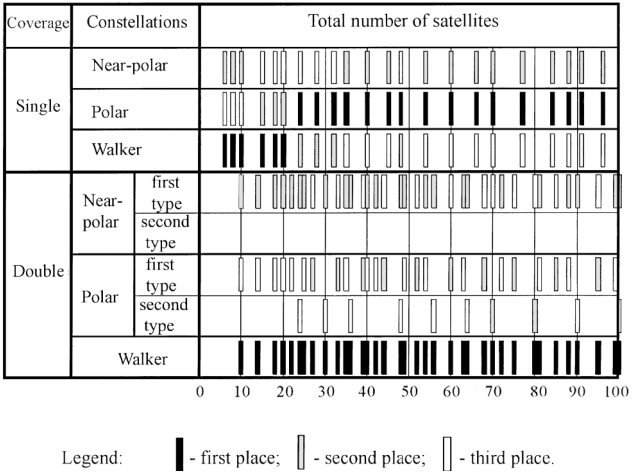 Coverage Constellations Total number of satellites
Single
Near-polar
Polar
Walker
Double
Near-
polar
first
type
second
type
Polar
first
type
second
type
Walker
0 10 20 30 40 50 60 70 80 90 100
Legend: - first place; - second place; - third place.